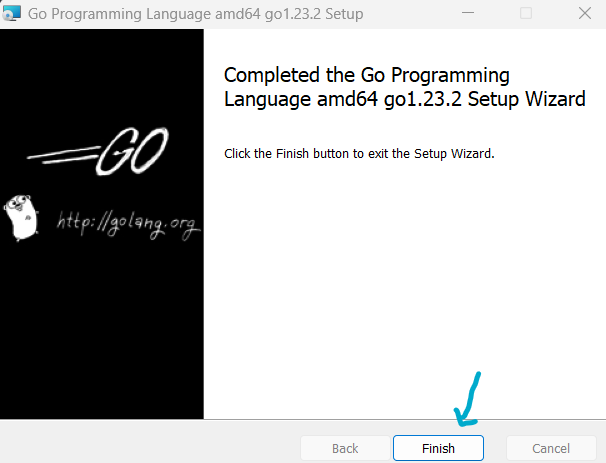 Go Programming Language amd64 go1.23.2 Setup
Completed the Go Programming
Language amd64 go1.23.2 Setup Wizard
Click the Finish button to exit the Setup Wizard.
GO
http://golang.org
Back
Finish
Cancel